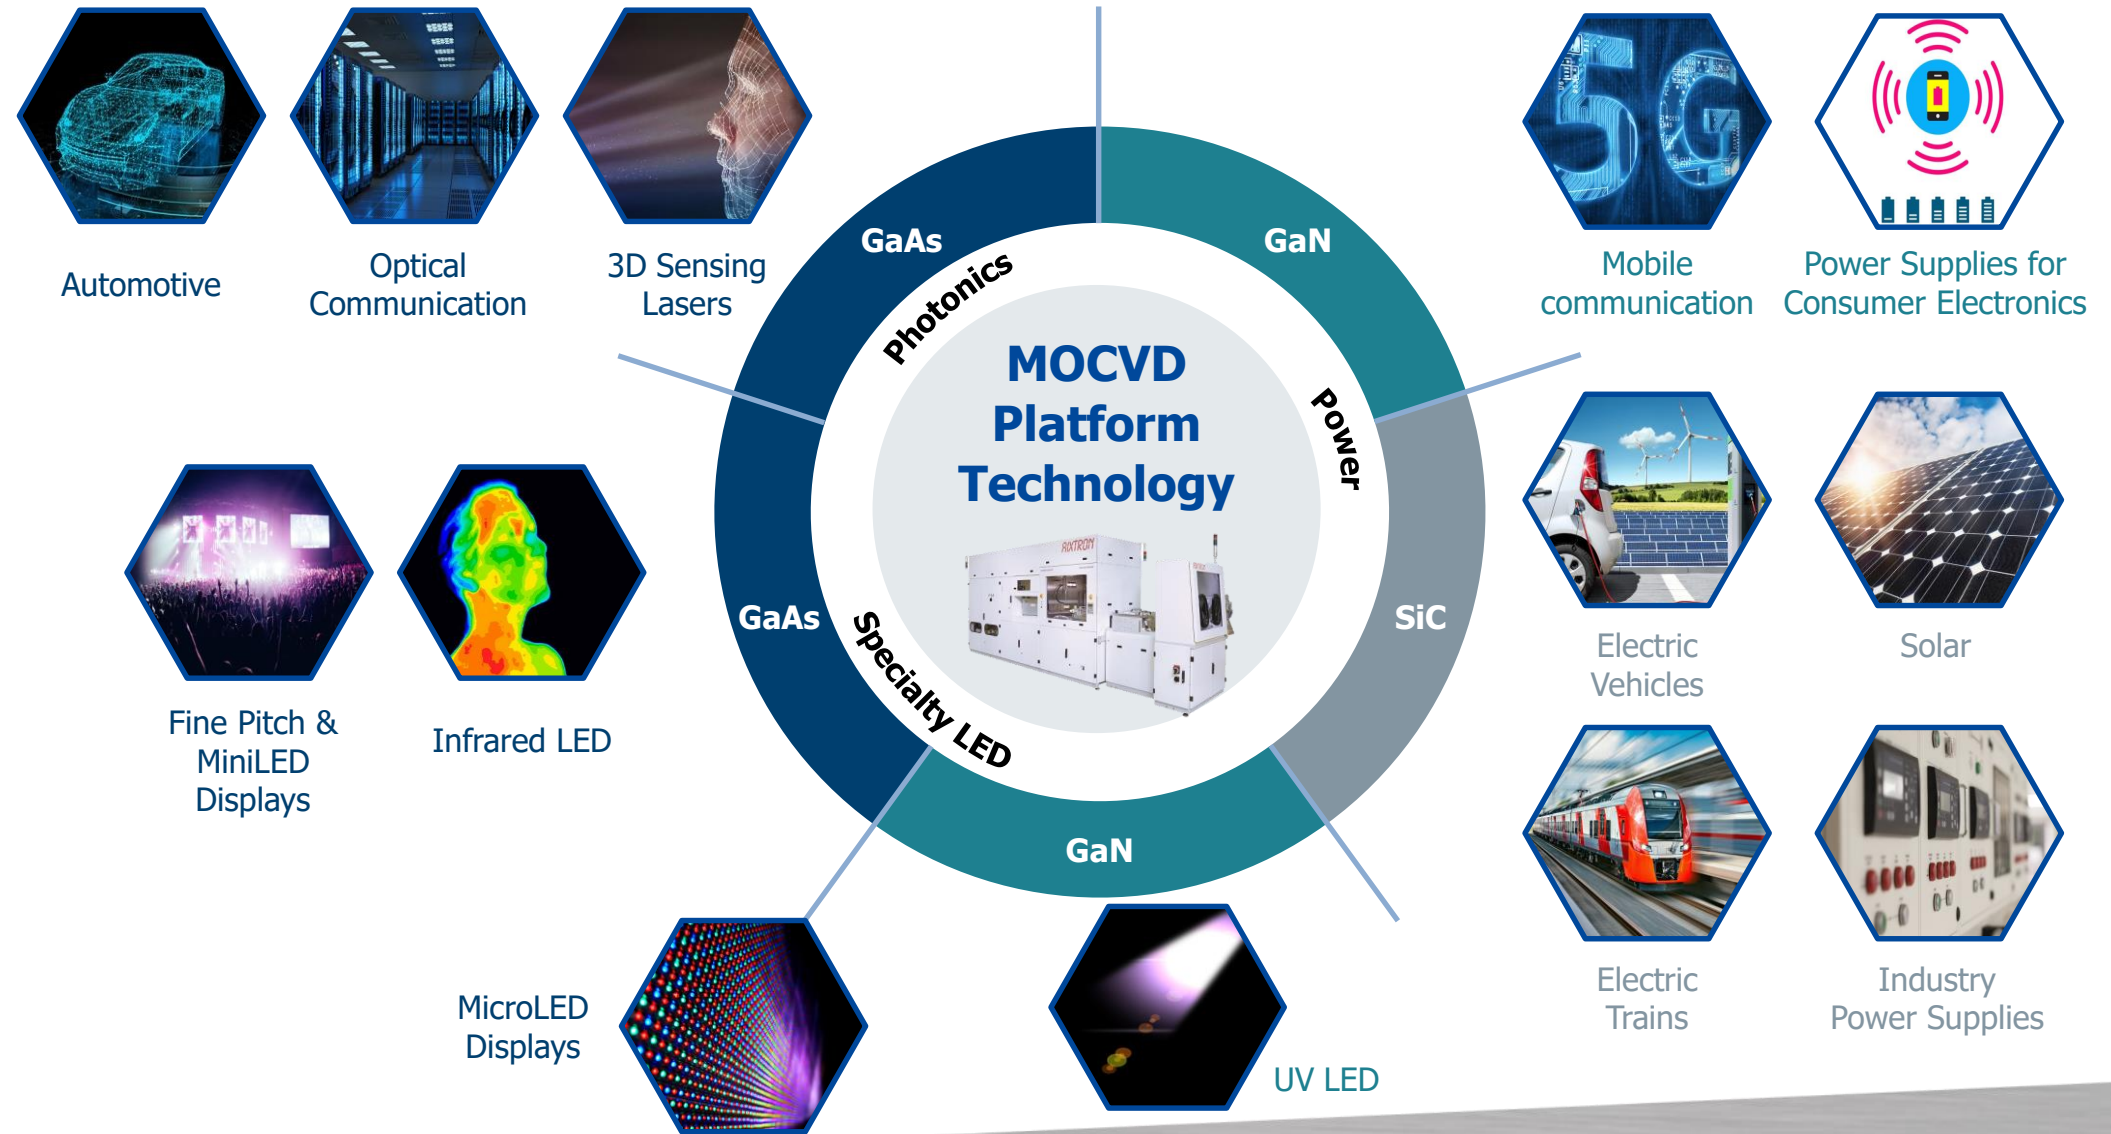 5G
Automotive
Optical
Communication
3D Sensing
Lasers
GaAs
GaN
Mobile
communication
Power Supplies for
Consumer Electronics
Photonics
MOCVD
Platform
Technology
Power
AIXTRON
GaAs
SiC
Specialty LED
GaN
Fine Pitch &
MiniLED
Displays
Infrared LED
Electric
Vehicles
Solar
Electric
Trains
Industry
Power Supplies
MicroLED
Displays
UV LED